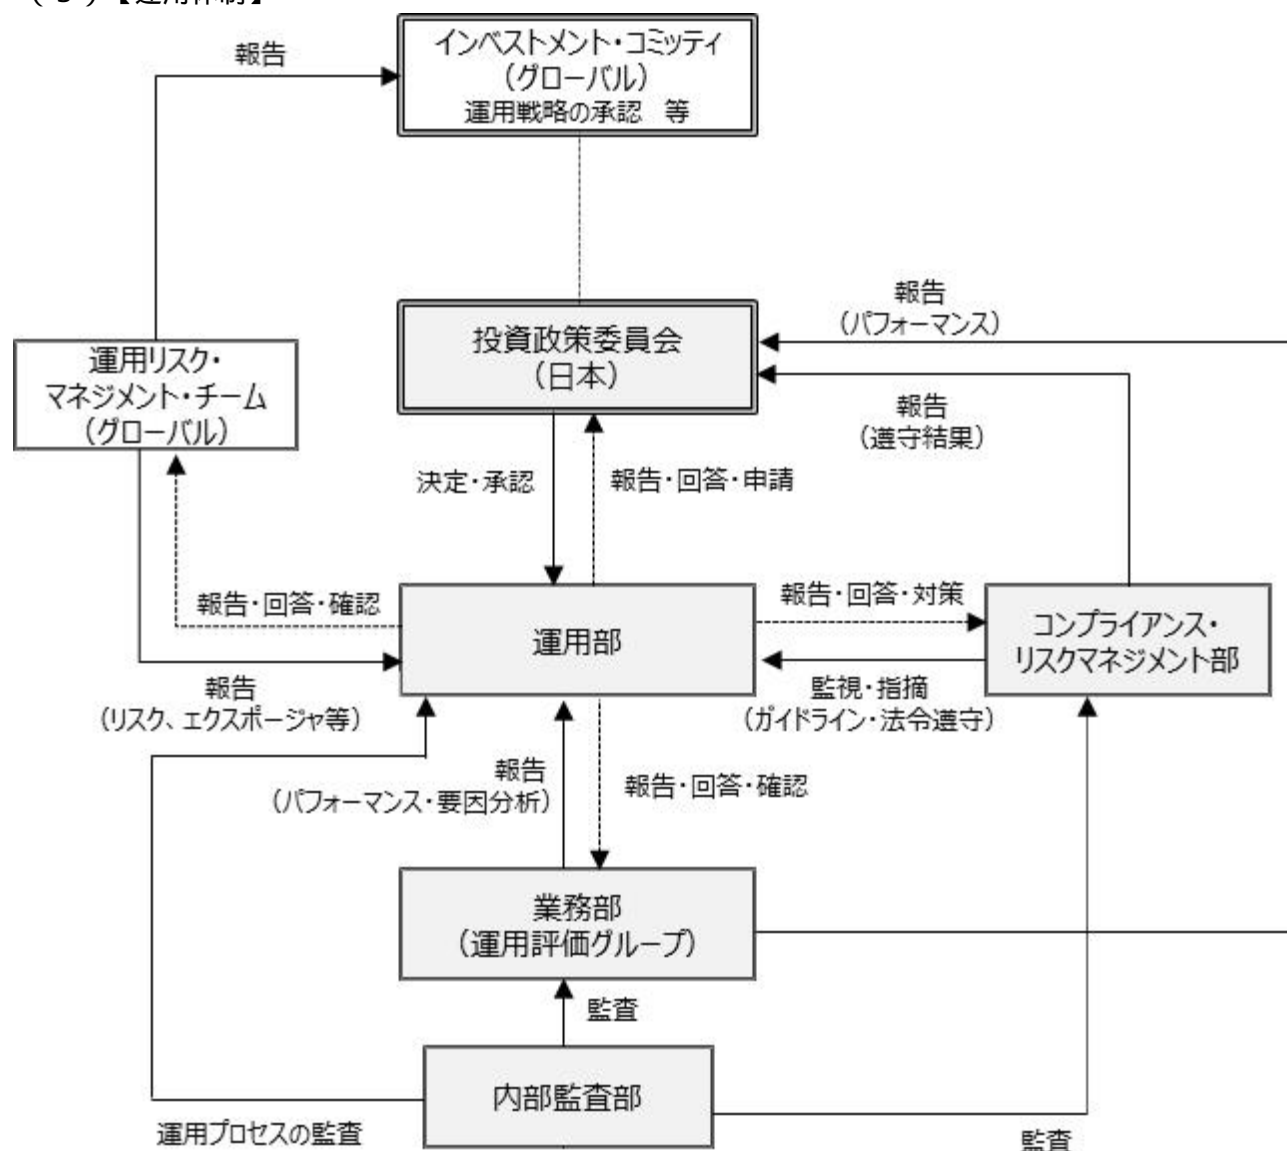 【運用体制】
報告
インベストメント・コミッティ
（グローバル）
運用戦略の承認　等
報告
（パフォーマンス）
投資政策委員会
（日本）
運用リスク・
マネジメント・チーム
（グローバル）
報告
（遵守結果）
決定・承認
報告・回答・申請
報告・回答・確認
報告・回答・対策
運用部
コンプライアンス・
リスクマネジメント部
報告
（リスク、エクスポージャ等）
監視・指摘
（ガイドライン・法令遵守）
報告
（パフォーマンス・要因分析）
報告・回答・確認
業務部
（運用評価グループ）
監査
内部監査部
運用プロセスの監査
監査